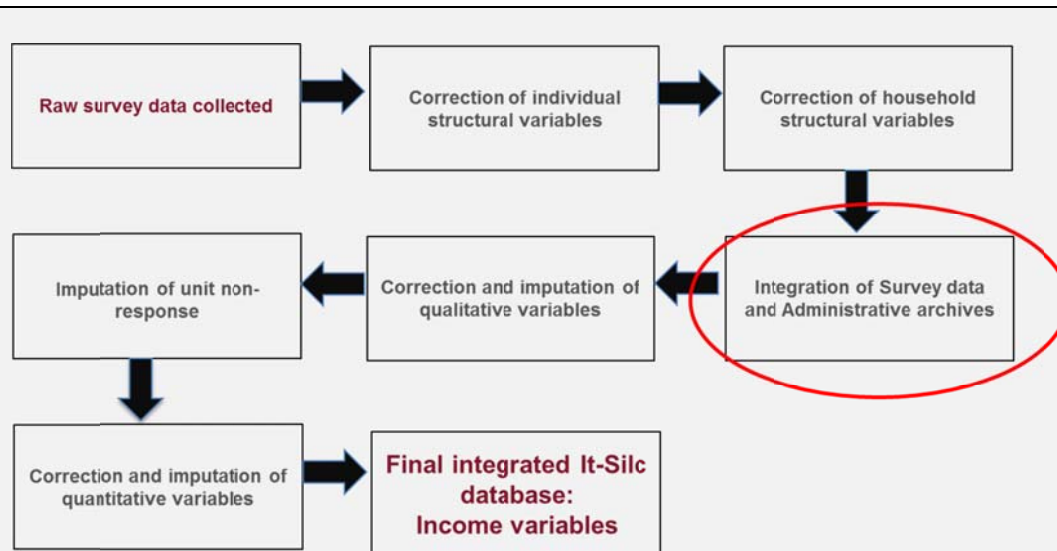 Raw survey data collected
Correction of individual
structural variables
Correction of household
structural variables
Integration of Survey data
and Administrative archives
Correction and imputation of
qualitative variables
Imputation of unit non-
response
Correction and imputation of
quantitative variables
Final integrated It-Silc
database:
Income variables